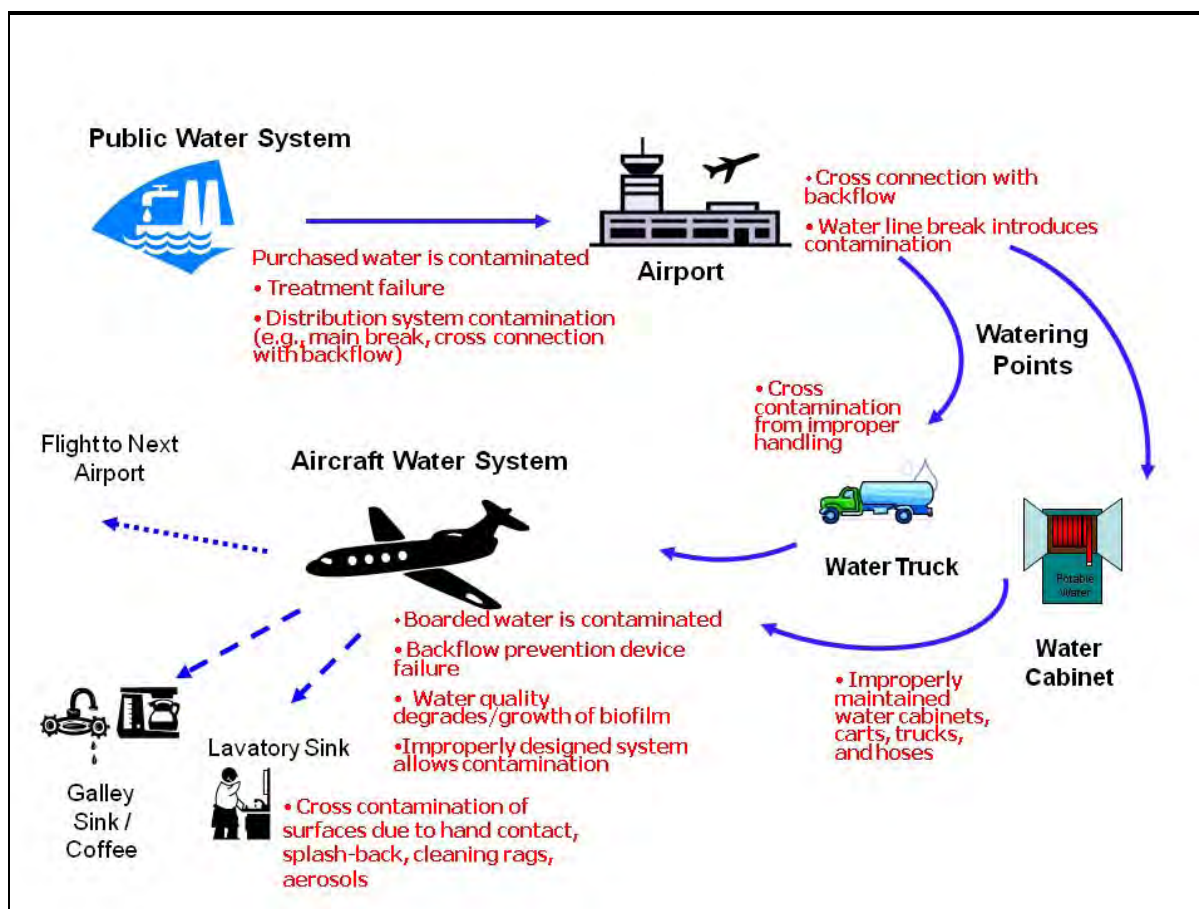 Public Water System
Purchased water is contaminated
• Treatment failure
• Distribution system contamination
(e.g., main break, cross connection
with backflow)
Airport
• Cross connection with
backflow
• Water line break introduces
contamination
Watering
Points
• Cross
contamination
from improper
handling
Water Truck
Potable
Water
Water
Cabinet
• Improperly
maintained
water cabinets,
carts, trucks,
and hoses
Flight to Next
Airport
Aircraft Water System
• Boarded water is contaminated
• Backflow prevention device
failure
• Water quality
degrades/growth of biofilm
• Improperly designed system
allows contamination
Lavatory Sink
• Cross contamination of
surfaces due to hand contact,
splash-back, cleaning rags,
aerosols
Galley
Sink /
Coffee